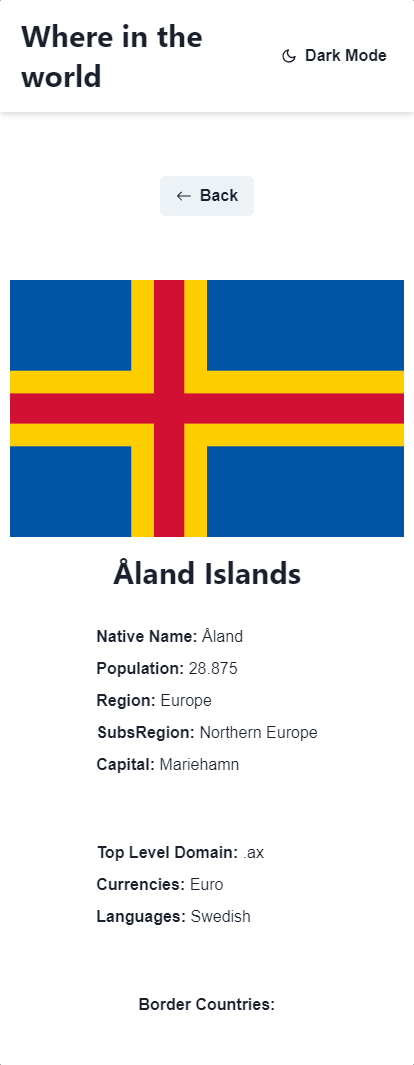 Where in the
world
Dark Mode
Back
Åland Islands
Native Name: Åland
Population: 28.875
Region: Europe
SubsRegion: Northern Europe
Capital: Mariehamn
Top Level Domain: .ax
Currencies: Euro
Languages: Swedish
Border Countries: